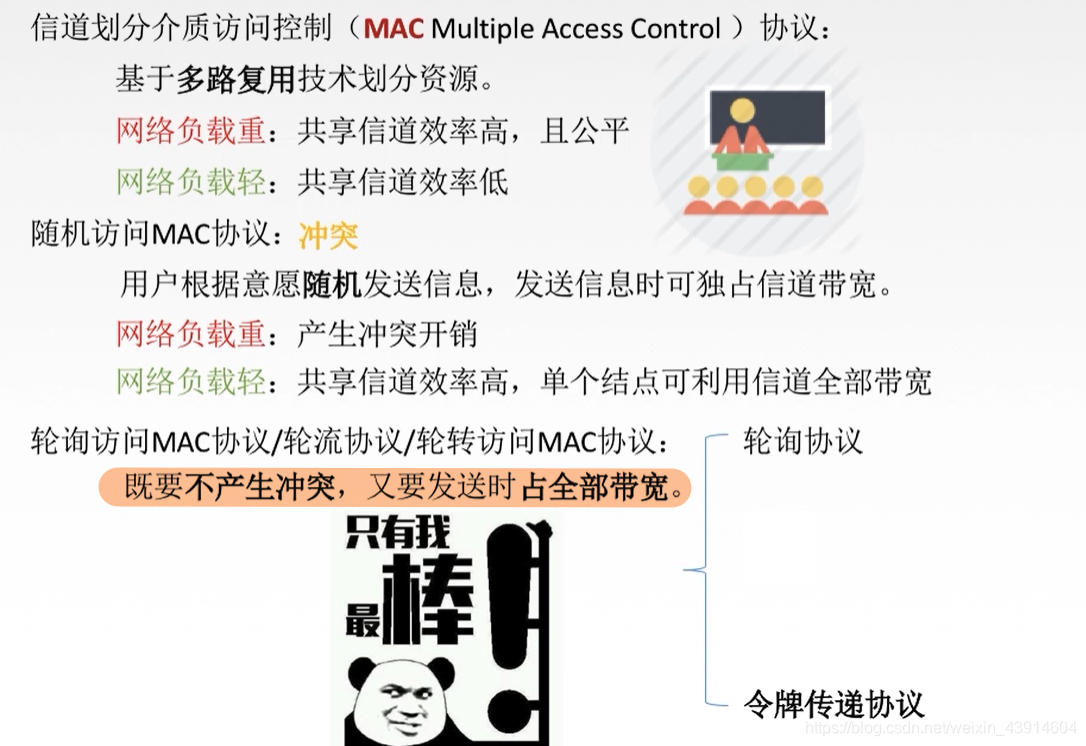 信道划分介质访问控制（MAC Multiple Access Control ）协议：
基于多路复用技术划分资源。
网络负载重：共享信道效率高，且公平
网络负载轻：共享信道效率低
随机访问MAC协议：冲突
用户根据意愿随机发送信息，发送信息时可独占信道带宽。
网络负载重：产生冲突开销
网络负载轻：共享信道效率高，单个结点可利用信道全部带宽
轮询访问MAC协议/轮流协议/轮转访问MAC协议：
轮询协议
既要不产生冲突，又要发送时占全部带宽。
只有我
最棒！
令牌传递协议
https://blog.csdn.net/weixin_43914604